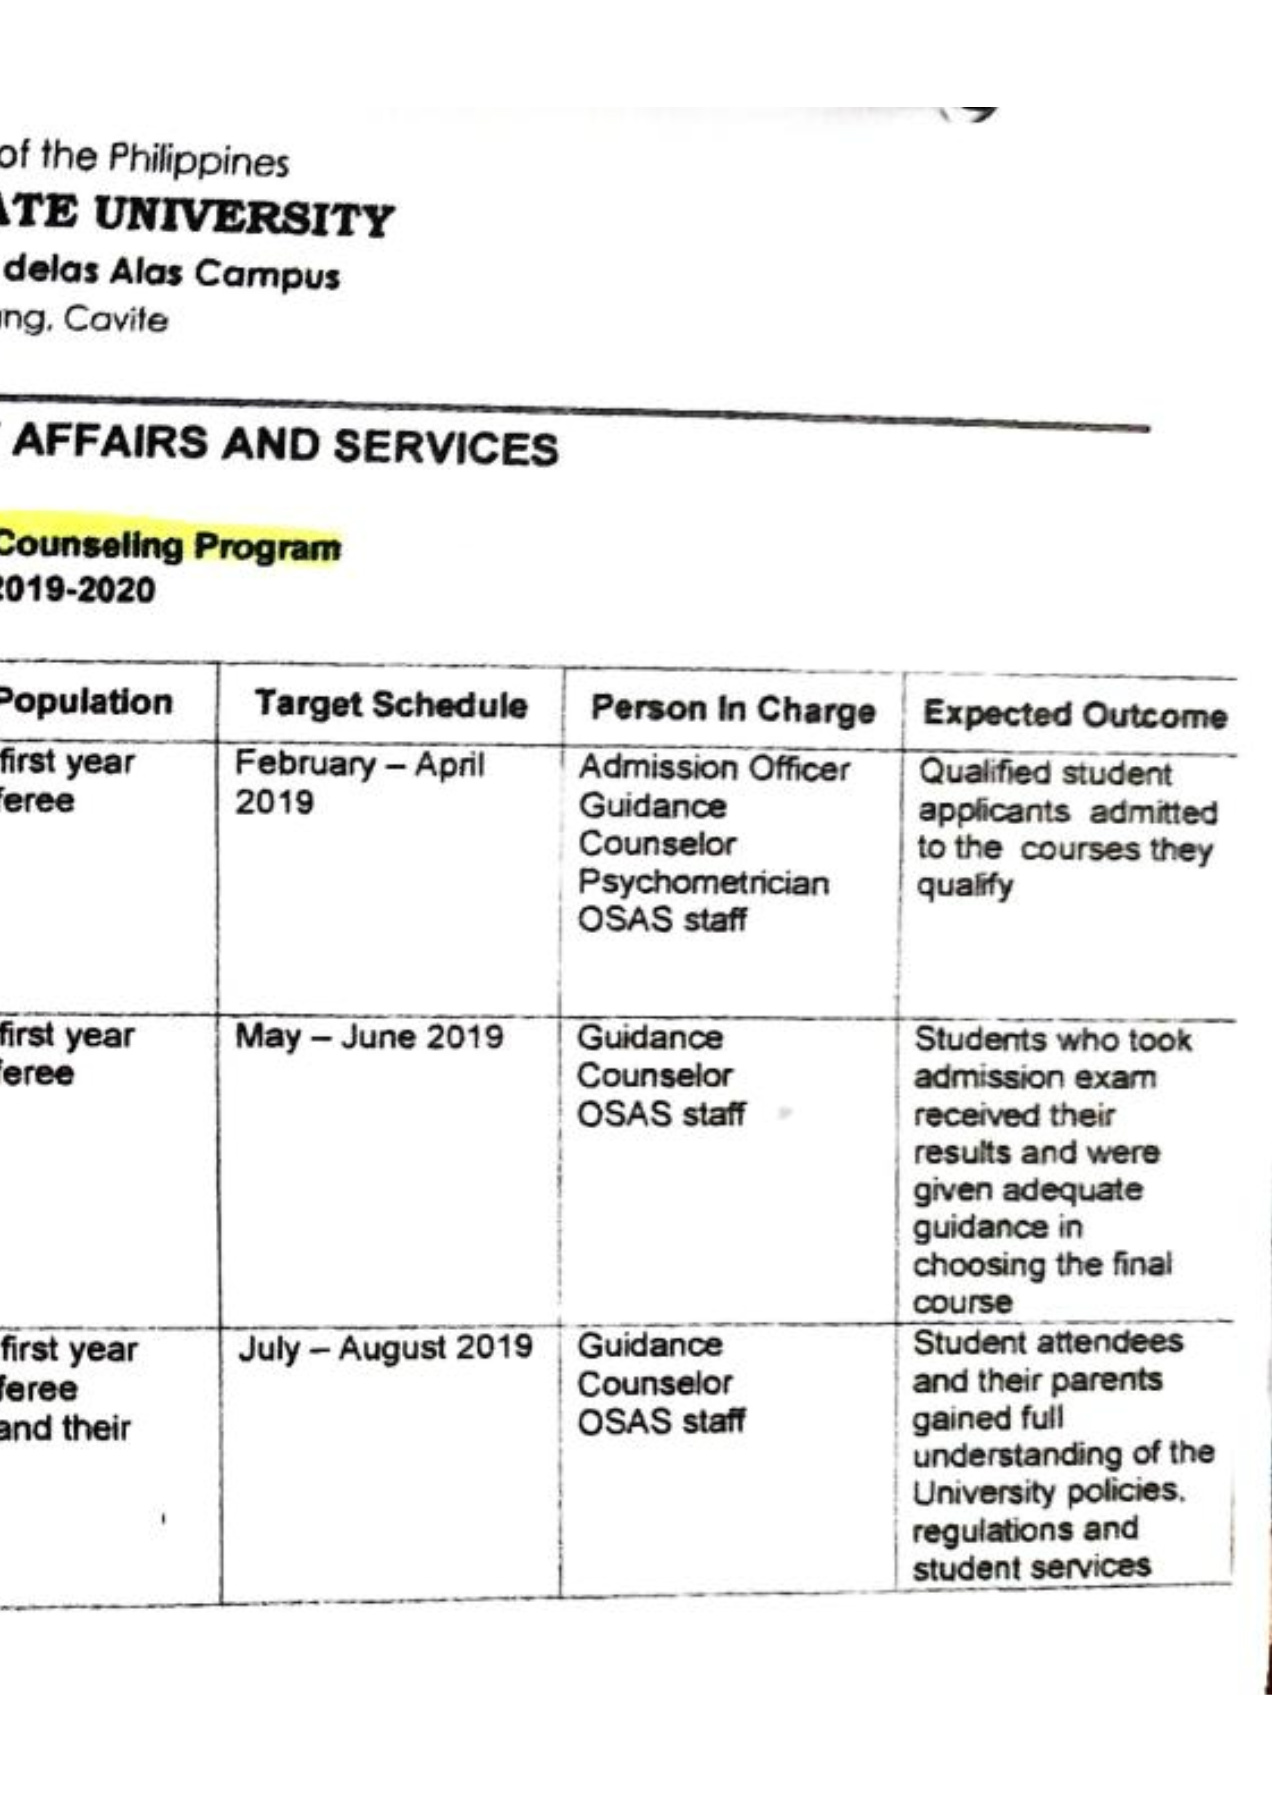 of the Philippines
ATE UNIVERSITY
delas Alas Campus
ang, Cavite
AFFAIRS AND SERVICES
Counseling Program
2019-2020
Population
Target Schedule
Person In Charge
Expected Outcome
first year
feree
February – April
2019
Admission Officer
Guidance
Counselor
Psychometrician
OSAS staff
Qualified student
applicants admitted
to the courses they
qualify
first year
feree
May – June 2019
Guidance
Counselor
OSAS staff
Students who took
admission exam
received their
results and were
given adequate
guidance in
choosing the final
course
first year
feree
and their
July – August 2019
Guidance
Counselor
OSAS staff
Student attendees
and their parents
gained full
understanding of the
University policies.
regulations and
student services